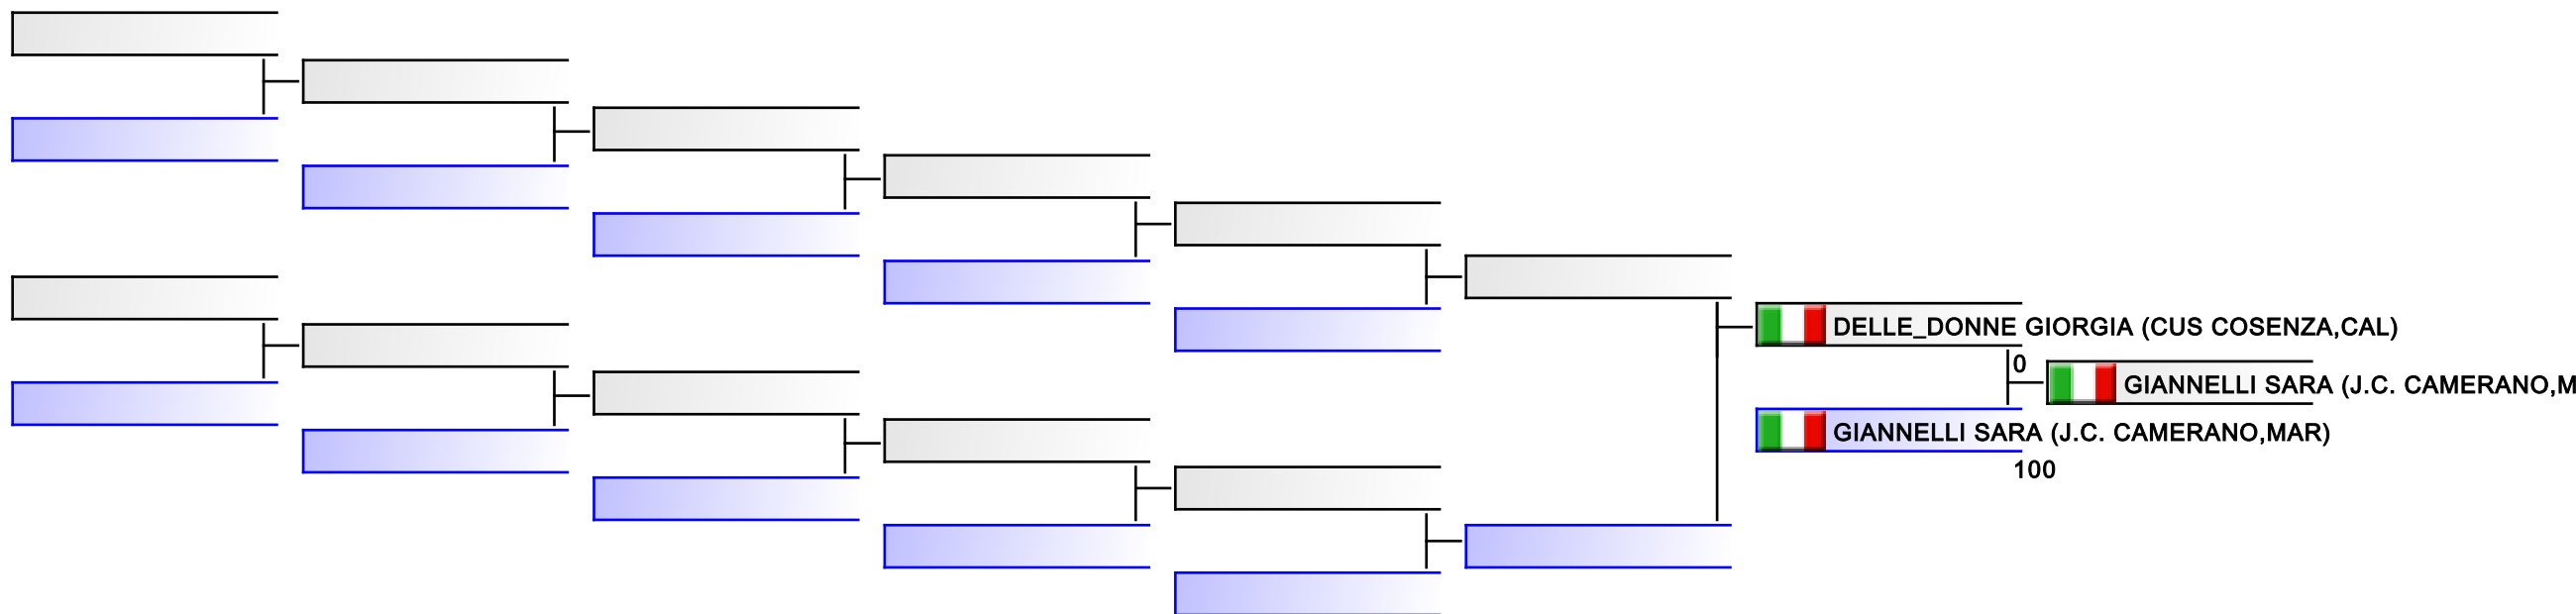 DELLE_DONNE GIORGIA (CUS COSENZA,CAL)
0
GIANNELLI SARA (J.C. CAMERANO,M
GIANNELLI SARA (J.C. CAMERANO,MAR)
100